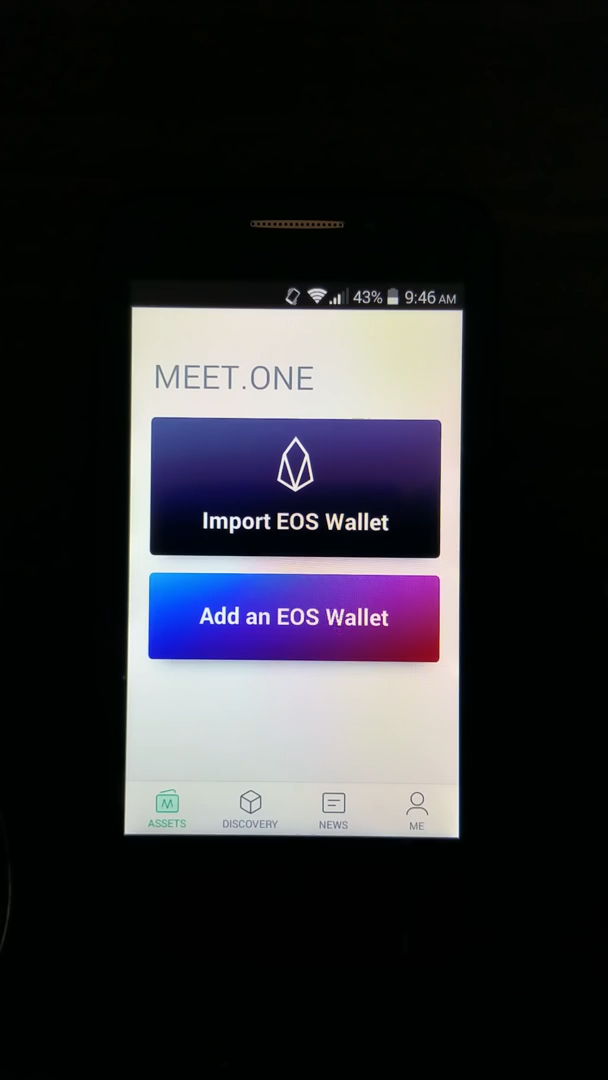 43% 9:46 AM
MEET.ONE
Import EOS Wallet
Add an EOS Wallet
ASSETS DISCOVERY NEWS ME